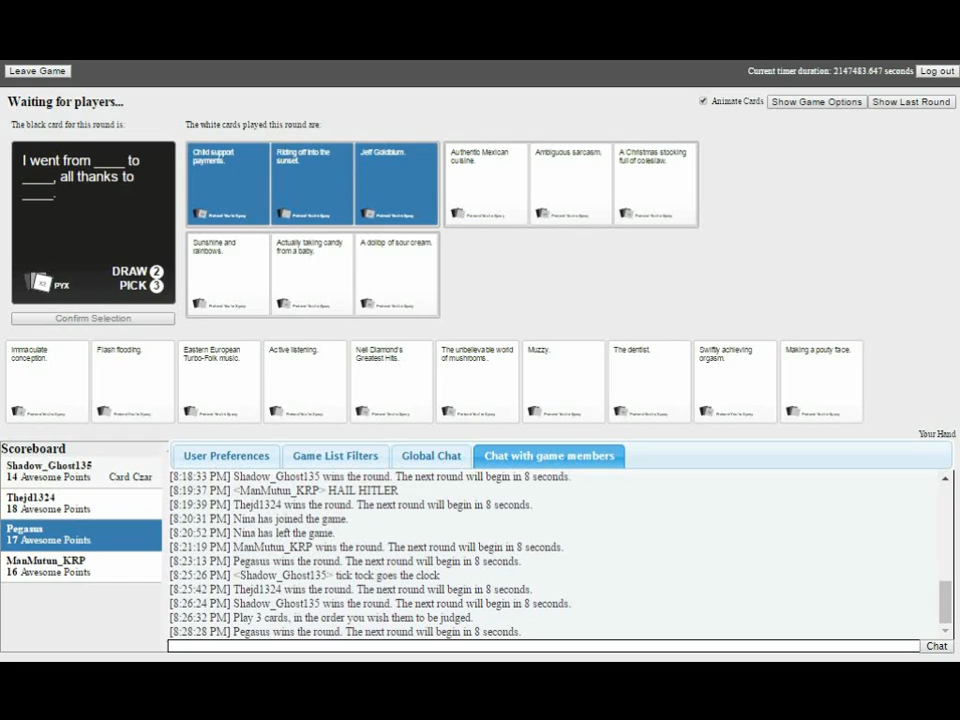 Leave Game
Current timer duration: 2147483.647 seconds
Log out
Waiting for players...
Animate Cards
Show Game Options
Show Last Round
The black card for this round is:
The white cards played this round are:
I went from ____ to
____, all thanks to
____.
PYX
DRAW 2
PICK 3
Confirm Selection
Child support
payments.
Riding off into the
sunset.
Jeff Goldblum.
Authentic Mexican
cuisine.
Ambiguous sarcasm.
A Christmas stocking
full of coleslaw.
Sunshine and
rainbows.
Actually taking candy
from a baby.
A dollop of sour cream.
Immaculate
conception.
Flash flooding.
Eastern European
Turbo-Folk music.
Active listening.
Neil Diamond's
Greatest Hits.
The unbelievable world
of mushrooms.
Muzzy.
The dentist.
Swiftly achieving
orgasm.
Making a pouty face.
Your Hand
Scoreboard
Shadow_Ghost135
14 Awesome Points Card Czar
Thejd1324
18 Awesome Points
Pegasus
17 Awesome Points
ManMutun_KRP
16 Awesome Points
User Preferences
Game List Filters
Global Chat
Chat with game members
[8:18:33 PM] Shadow_Ghost135 wins the round. The next round will begin in 8 seconds.
[8:19:37 PM] <ManMutun_KRP> HAIL HITLER
[8:19:39 PM] Thejd1324 wins the round. The next round will begin in 8 seconds.
[8:20:31 PM] Nina has joined the game.
[8:20:52 PM] Nina has left the game.
[8:21:19 PM] ManMutun_KRP wins the round. The next round will begin in 8 seconds.
[8:23:13 PM] Pegasus wins the round. The next round will begin in 8 seconds.
[8:25:26 PM] <Shadow_Ghost135> tick tock goes the clock
[8:25:42 PM] Thejd1324 wins the round. The next round will begin in 8 seconds.
[8:26:24 PM] Shadow_Ghost135 wins the round. The next round will begin in 8 seconds.
[8:26:32 PM] Play 3 cards, in the order you wish them to be judged.
[8:28:28 PM] Pegasus wins the round. The next round will begin in 8 seconds.
Chat